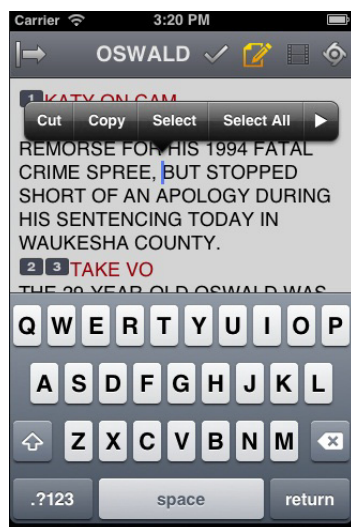 Carrier 3:20 PM
OSWALD
1 KATY ON CAM
Cut Copy Select Select All
REMORSE FOR HIS 1994 FATAL
CRIME SPREE, BUT STOPPED
SHORT OF AN APOLOGY DURING
HIS SENTENCING TODAY IN
WAUKESHA COUNTY.
2 3 TAKE VO
THE 29-YEAR-OLD OSWALD WAS
Q W E R T Y U I O P
A S D F G H J K L
Z X C V B N M
.?123 space return